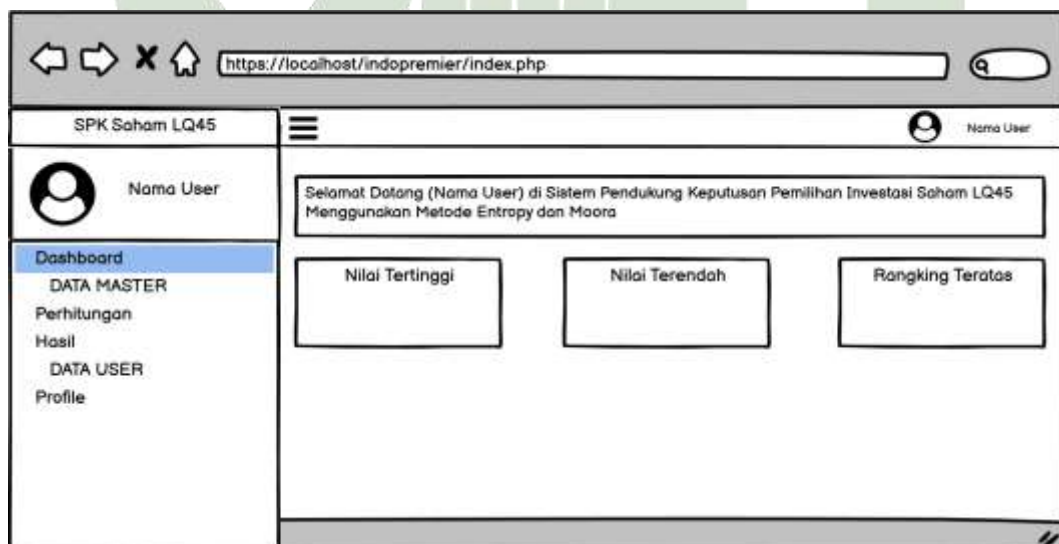 https://localhost/indopremier/index.php
SPK Saham LQ45
Nama User
Nama User
Selamat Datang (Nama User) di Sistem Pendukung Keputusan Pemilihan Investasi Saham LQ45
Menggunakan Metode Entropy dan Moora
Dashboard
DATA MASTER
Perhitungan
Hasil
DATA USER
Profile
Nilai Tertinggi
Nilai Terendah
Rangking Teratas